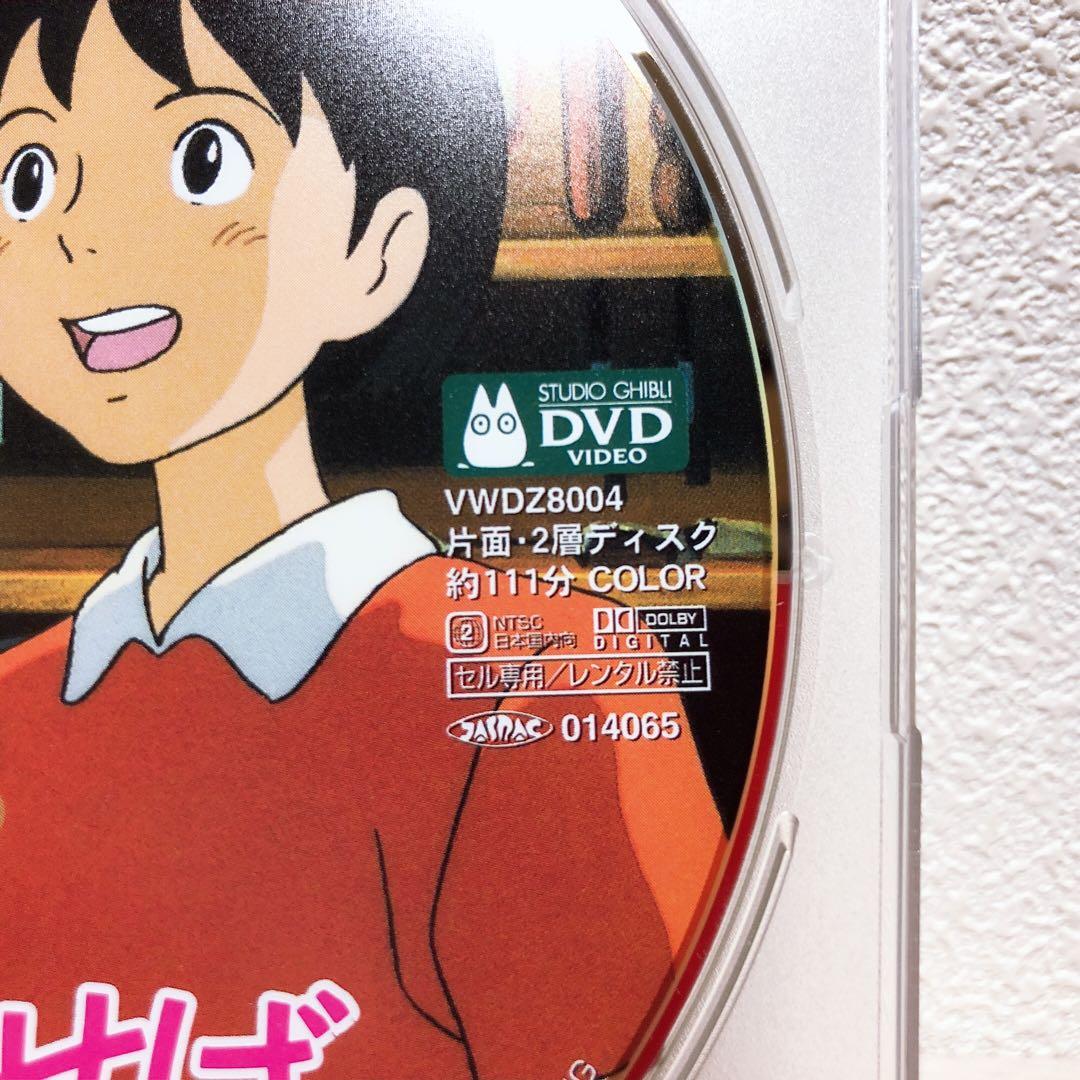 STUDIO GHIBLI
DVD
VIDEO
VWDZ8004
片面・2層ディスク
約111分 COLOR
2 NTSC 日本国内向
DOLBY
DIGITAL
セル専用/レンタル禁止
JASRAC 014065
せば